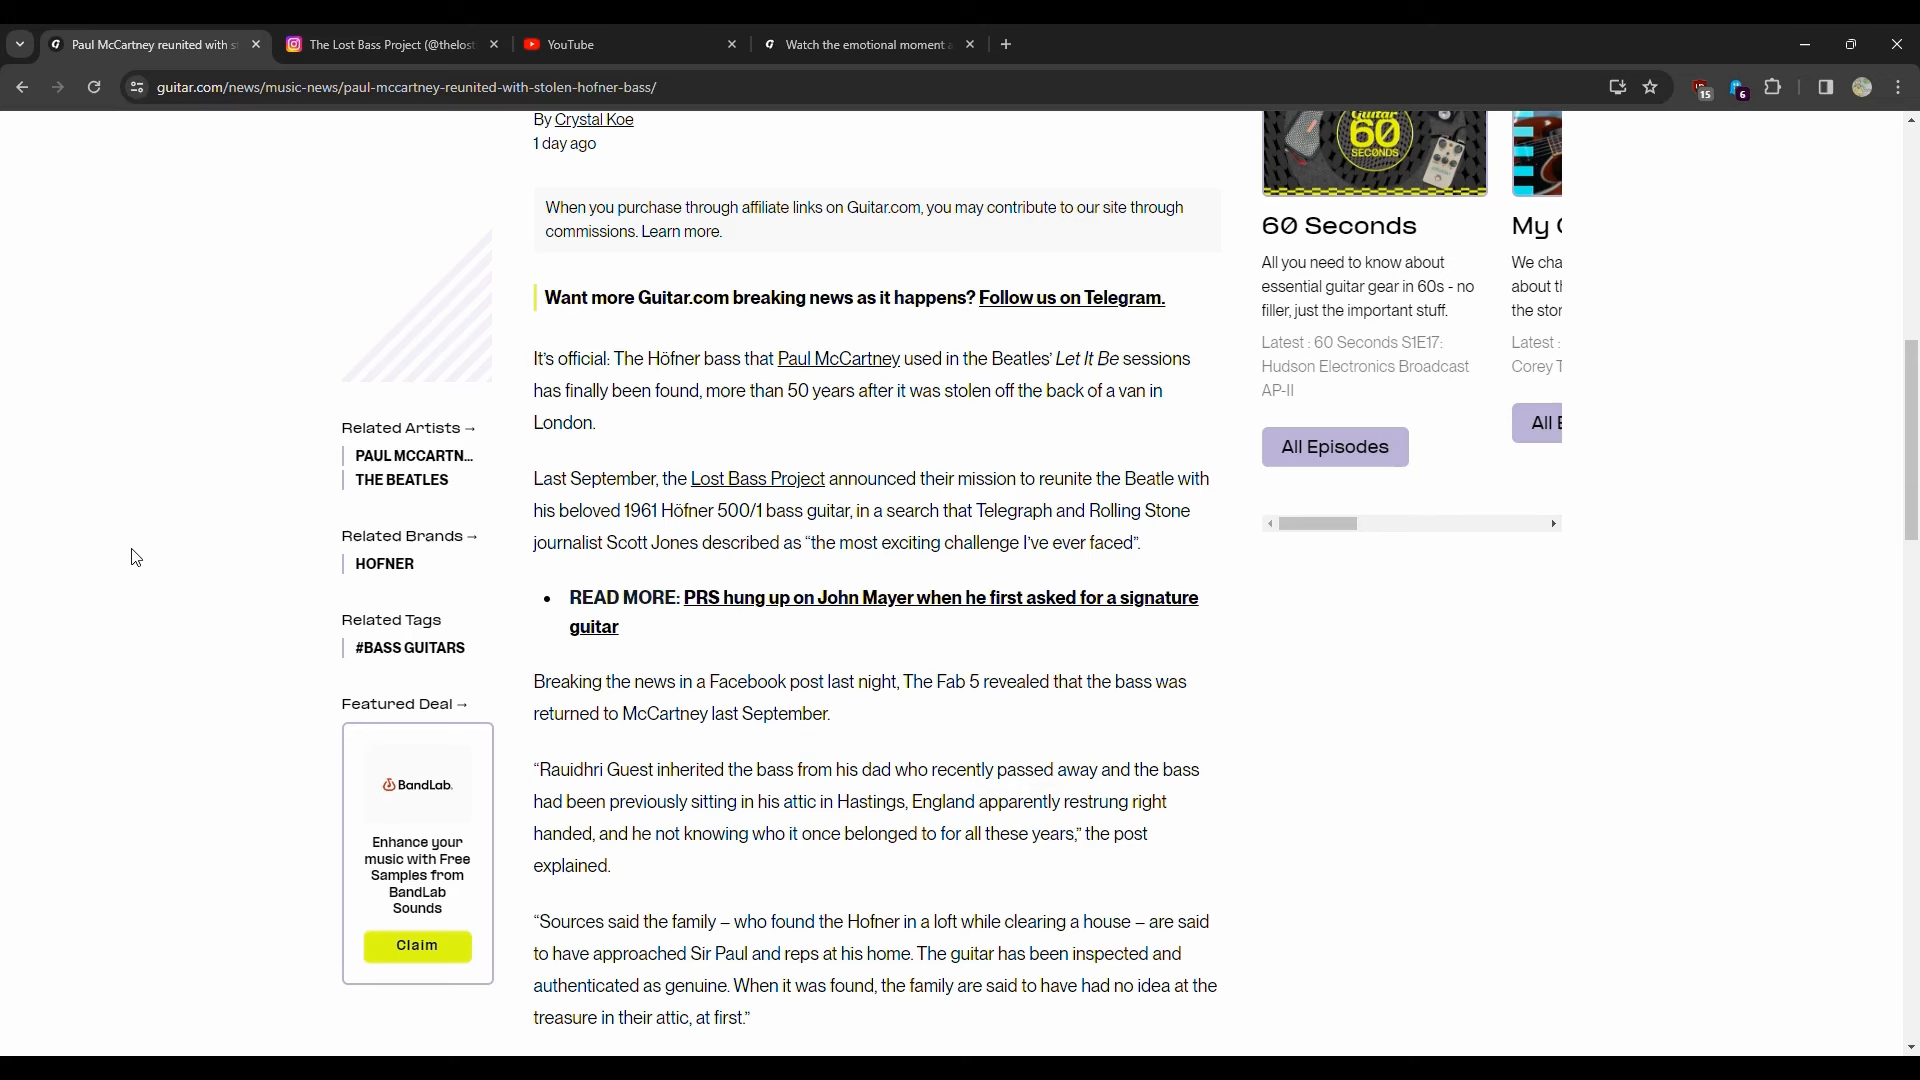 Paul McCartney reunited with s
The Lost Bass Project (@thelost
YouTube
Watch the emotional moment a
guitar.com/news/music-news/paul-mccartney-reunited-with-stolen-hofner-bass/
15
6
By Crystal Koe
1 day ago
When you purchase through affiliate links on Guitar.com, you may contribute to our site through
commissions. Learn more.
Want more Guitar.com breaking news as it happens? Follow us on Telegram.
It's official: The Höfner bass that Paul McCartney used in the Beatles' Let It Be sessions
has finally been found, more than 50 years after it was stolen off the back of a van in
London.
Last September, the Lost Bass Project announced their mission to reunite the Beatle with
his beloved 1961 Höfner 500/1 bass guitar, in a search that Telegraph and Rolling Stone
journalist Scott Jones described as “the most exciting challenge I've ever faced”.
• READ MORE: PRS hung up on John Mayer when he first asked for a signature
guitar
Breaking the news in a Facebook post last night, The Fab 5 revealed that the bass was
returned to McCartney last September.
“Rauidhri Guest inherited the bass from his dad who recently passed away and the bass
had been previously sitting in his attic in Hastings, England apparently restrung right
handed, and he not knowing who it once belonged to for all these years,” the post
explained.
“Sources said the family – who found the Hofner in a loft while clearing a house – are said
to have approached Sir Paul and reps at his home. The guitar has been inspected and
authenticated as genuine. When it was found, the family are said to have had no idea at the
treasure in their attic, at first.”
Related Artists →
PAUL MCCARTN...
THE BEATLES
Related Brands →
HOFNER
Related Tags
#BASS GUITARS
Featured Deal →
BandLab.
Enhance your
music with Free
Samples from
BandLab
Sounds
Claim
Guitar
60
SECONDS
60 Seconds
All you need to know about
essential guitar gear in 60s - no
filler, just the important stuff.
Latest : 60 Seconds S1E17:
Hudson Electronics Broadcast
AP-II
All Episodes
My
We cha
about t
the stor
Latest :
Corey T
All E